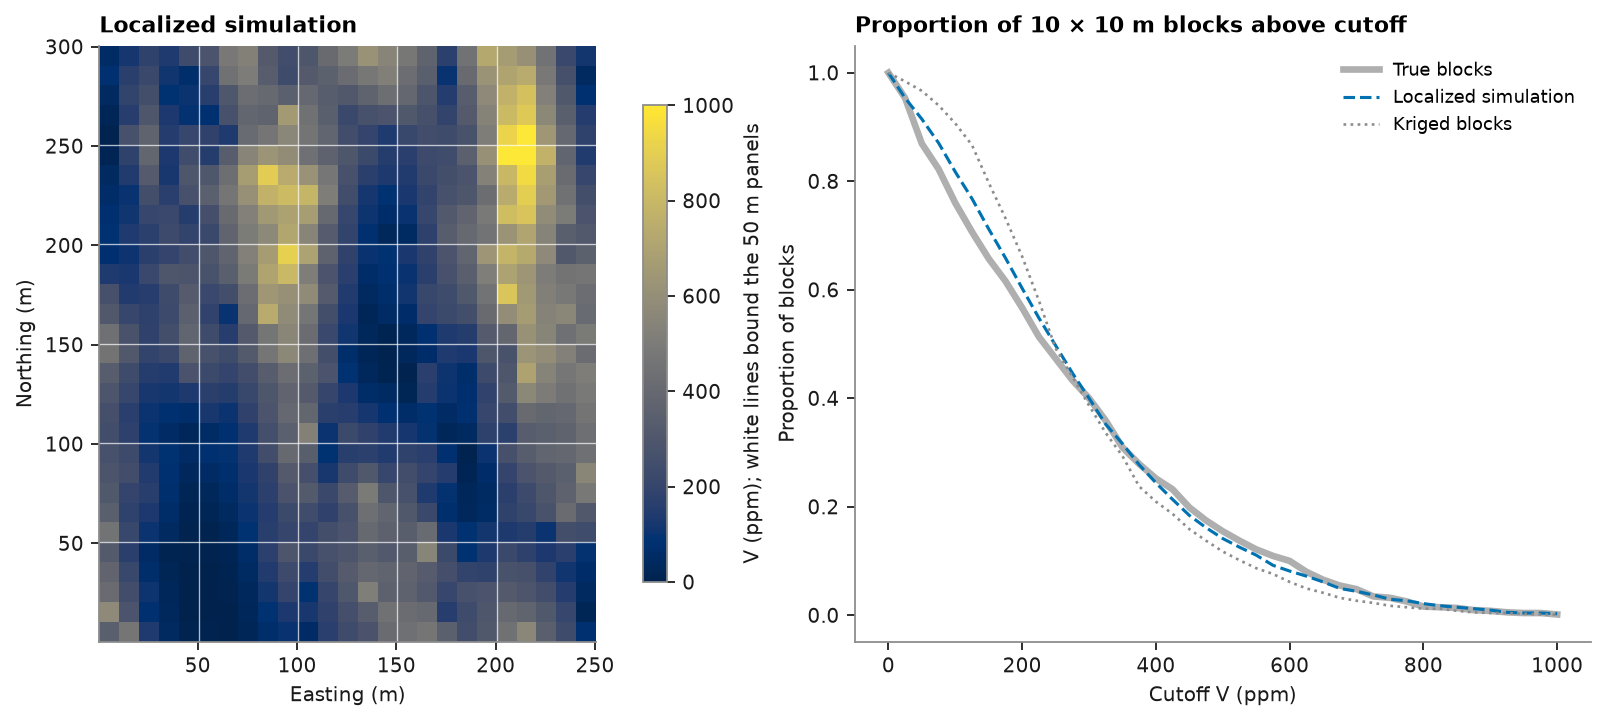 Localized simulation
300
250
200
150
100
50
Northing (m)
50
100
150
200
250
Easting (m)
1000
800
600
400
200
0
V (ppm); white lines bound the 50 m panels
Proportion of 10 × 10 m blocks above cutoff
True blocks
Localized simulation
Kriged blocks
1.0
0.8
0.6
0.4
0.2
0.0
Proportion of blocks
0
200
400
600
800
1000
Cutoff V (ppm)